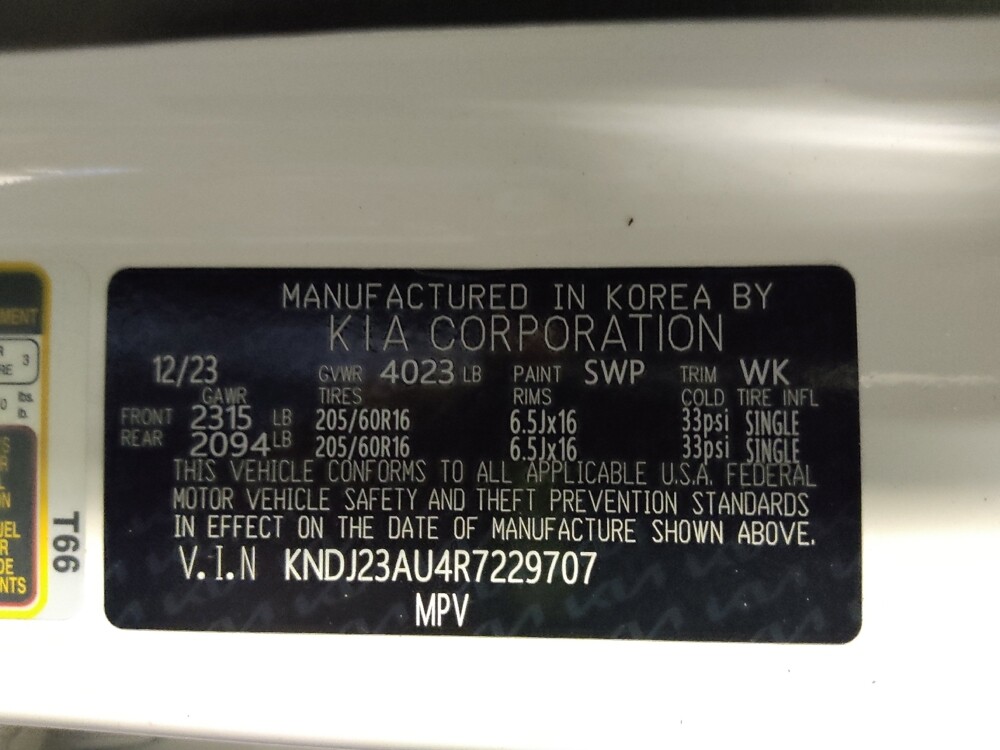 MANUFACTURED IN KOREA BY
KIA CORPORATION
12/23 GVWR 4023 LB PAINT SWP TRIM WK
GAWR TIRES RIMS COLD TIRE INFL
FRONT 2315 LB 205/60R16 6.5Jx16 33psi SINGLE
REAR 2094 LB 205/60R16 6.5Jx16 33psi SINGLE
THIS VEHICLE CONFORMS TO ALL APPLICABLE U.S.A. FEDERAL
MOTOR VEHICLE SAFETY AND THEFT PREVENTION STANDARDS
IN EFFECT ON THE DATE OF MANUFACTURE SHOWN ABOVE.
V.I.N KNDJ23AU4R7229707
MPV
T66
3
lbs.
lb.